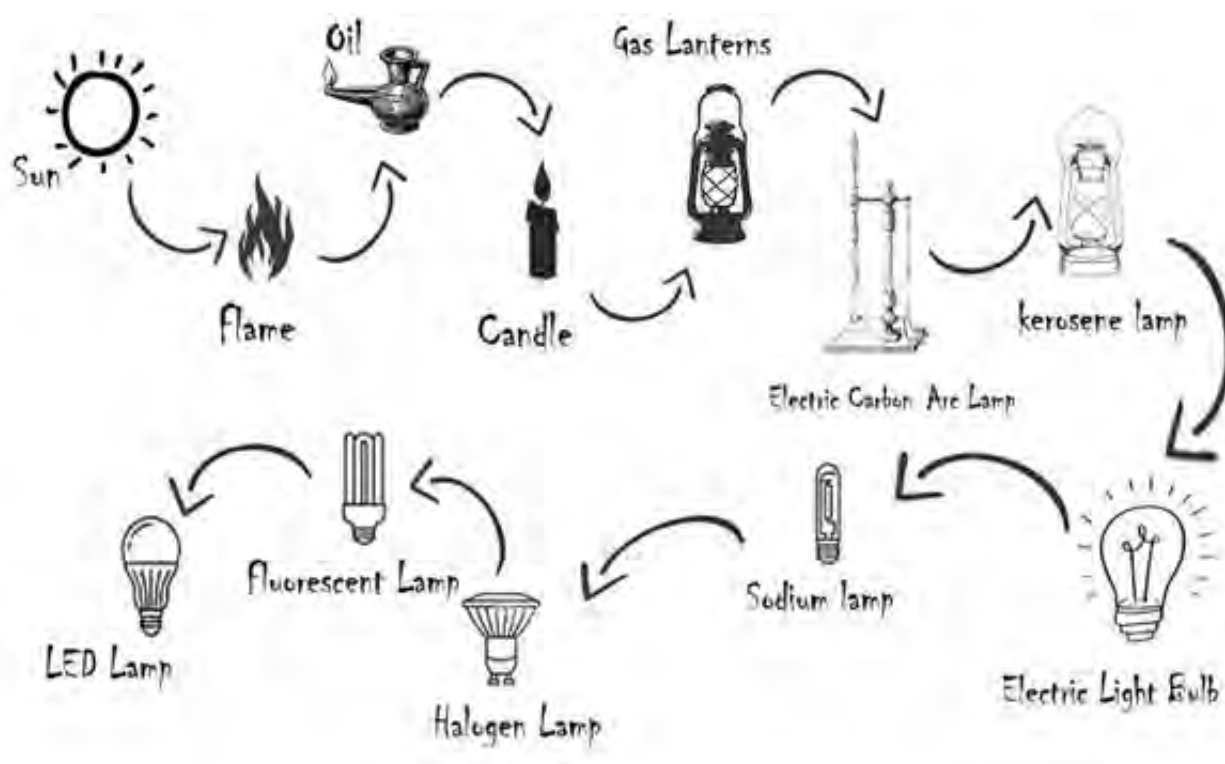 Sun
Flame
Oil
Candle
Gas Lanterns
Electric Carbon Arc Lamp
kerosene lamp
Electric Light Bulb
Sodium lamp
Halogen Lamp
Fluorescent Lamp
LED Lamp